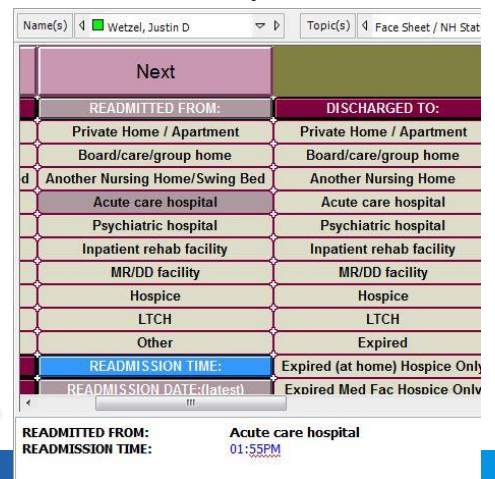 Name(s) Wetzel, Justin D Topic(s) Face Sheet / NH Stat
Next
READMITTED FROM: DISCHARGED TO:
Private Home / Apartment Private Home / Apartment
Board/care/group home Board/care/group home
d Another Nursing Home/Swing Bed Another Nursing Home
Acute care hospital Acute care hospital
Psychiatric hospital Psychiatric hospital
Inpatient rehab facility Inpatient rehab facility
MR/DD facility MR/DD facility
Hospice Hospice
LTCH LTCH
Other Expired
READMISSION TIME: Expired (at home) Hospice Only
READMISSION DATE:(latest) Expired Med Fac Hospice Only
READMITTED FROM: Acute care hospital
READMISSION TIME: 01:55PM